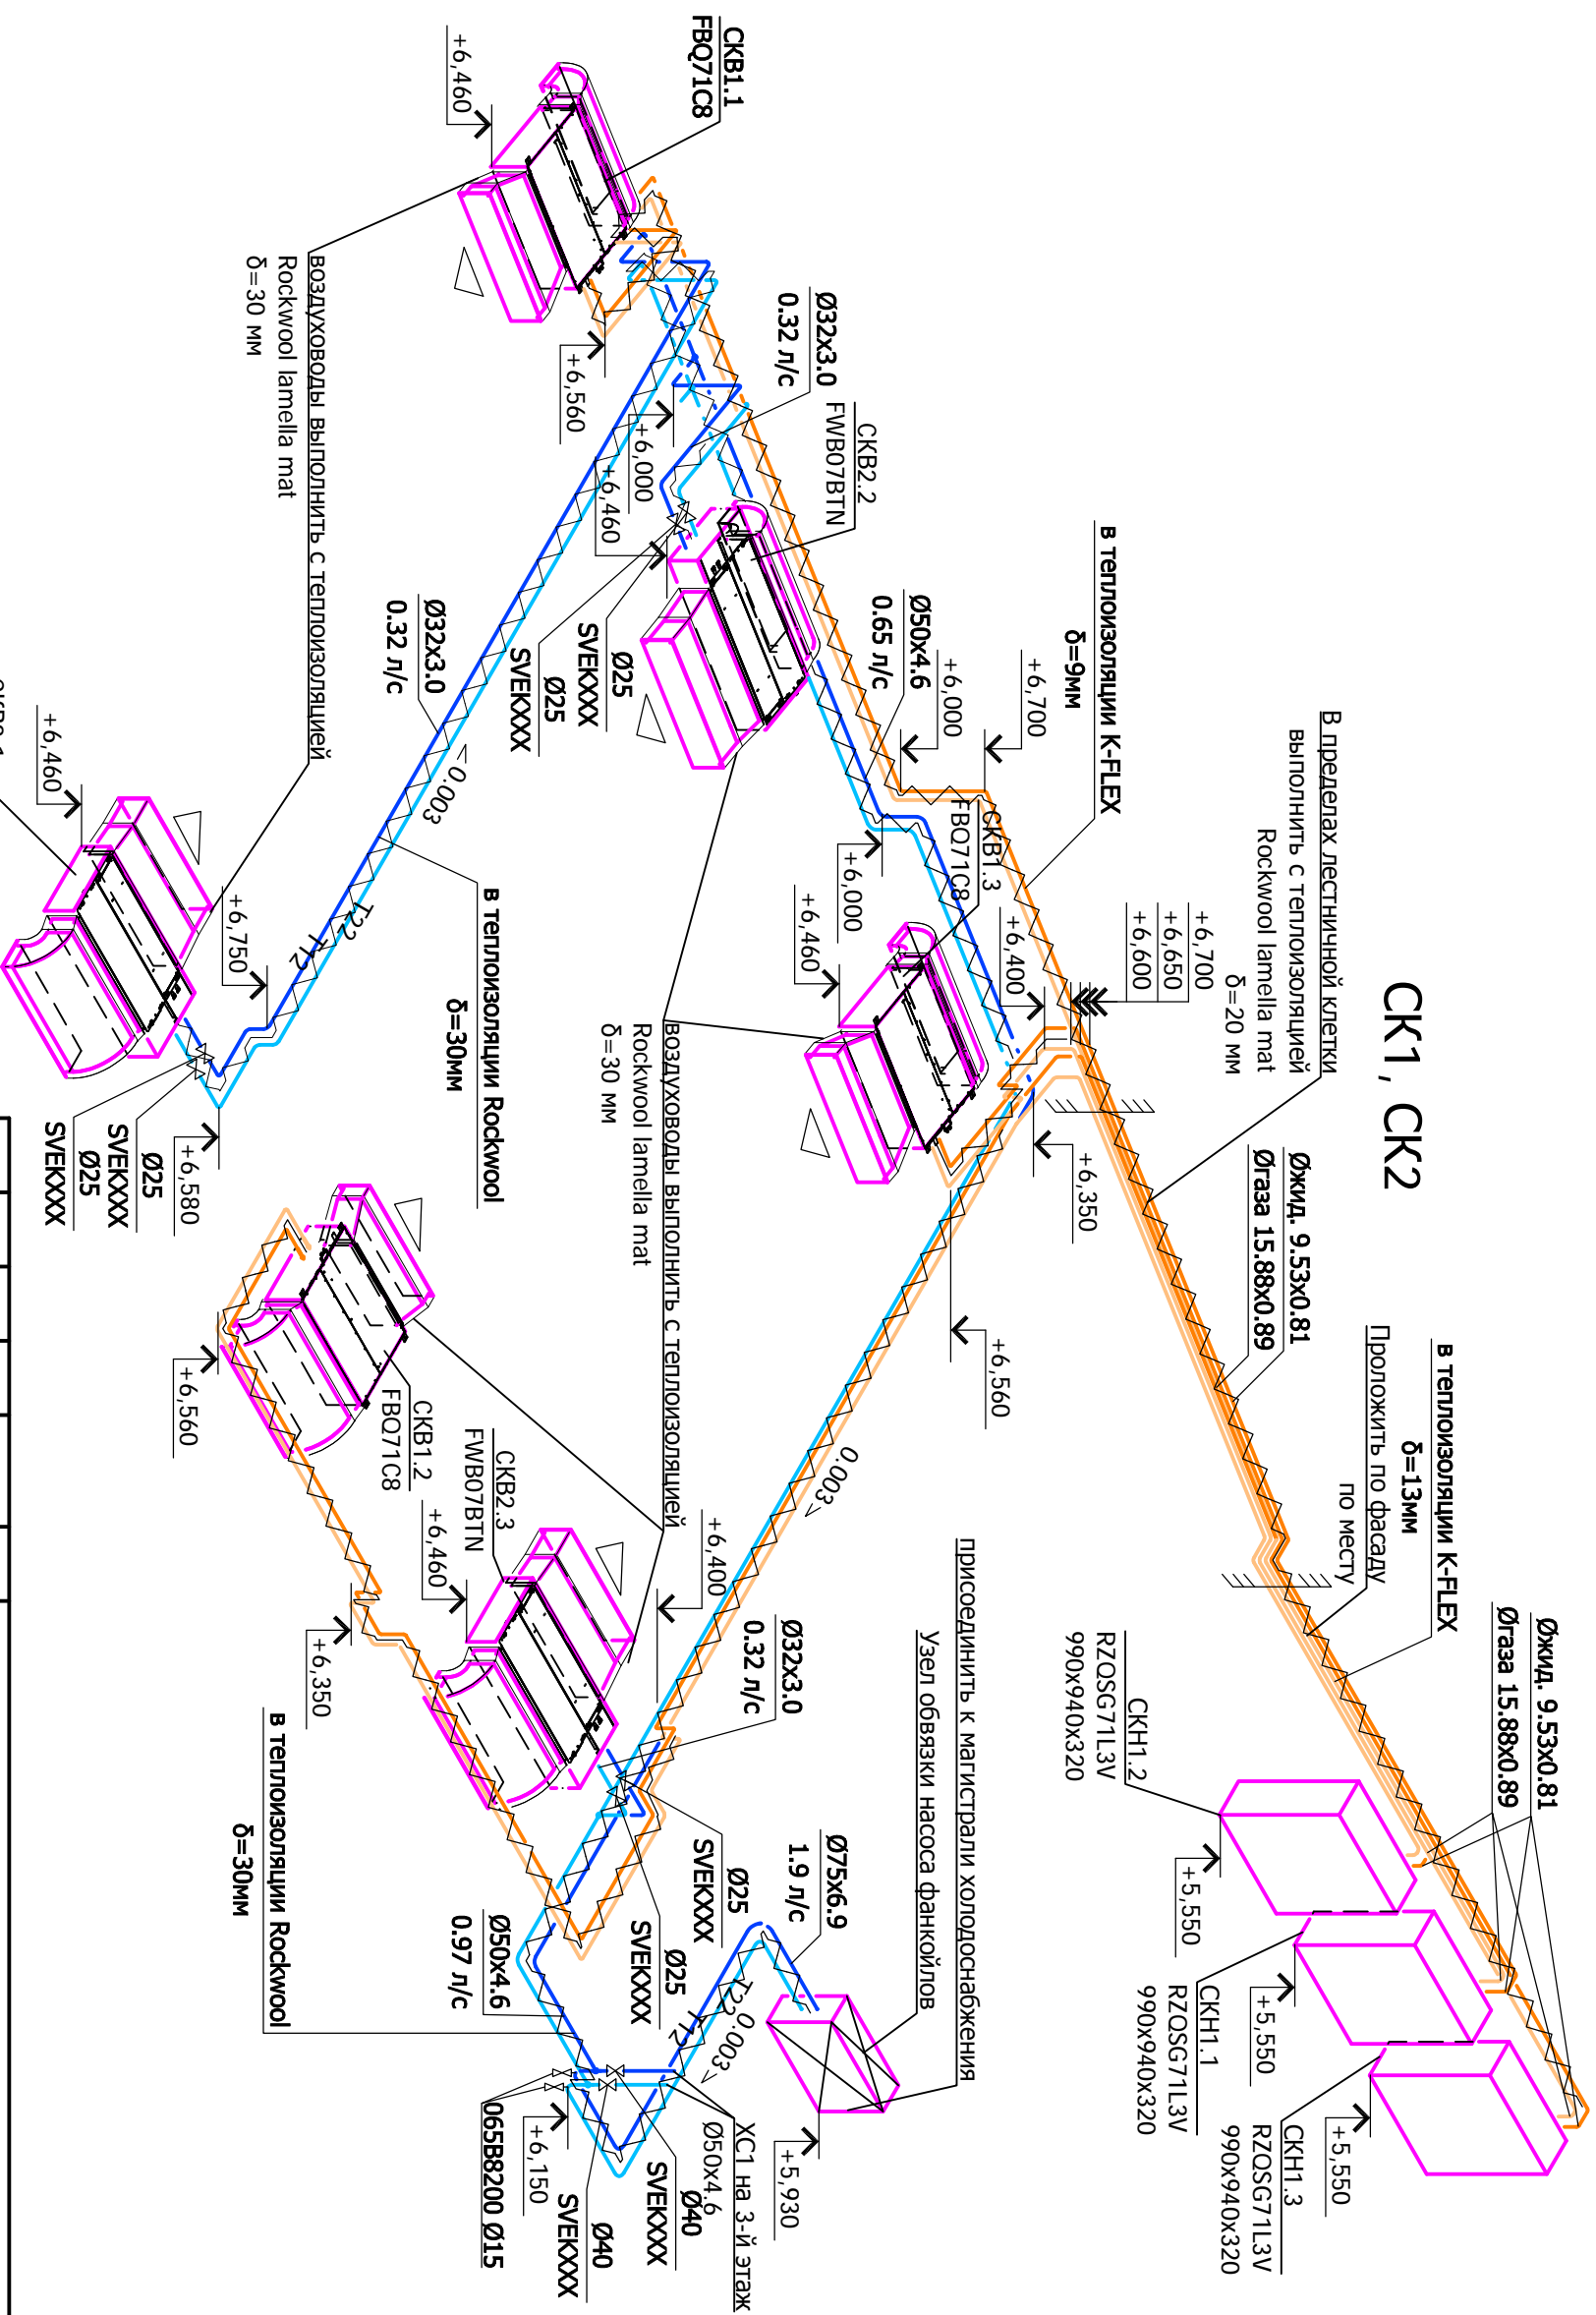 СК1, СК2
СКВ1.1
FBQ71C8
+6,460
воздуховоды выполнить с теплоизоляцией
Rockwool lamella mat
δ=30 мм
+6,560
Ø32x3.0
0.32 л/с
СКВ2.2
FWB07BTN
+6,000
+6,460
Ø25
SVEKXXX
Ø25
SVEKXXX
в теплоизоляции K-FLEX
δ=9мм
Ø50x4.6
0.65 л/с
+6,700
+6,000
В пределах лестничной клетки
выполнить с теплоизоляцией
Rockwool lamella mat
δ=20 мм
+6,700
+6,650
+6,600
+6,400
СКВ1.3
FBQ71C8
+6,000
+6,460
+6,350
+6,560
Øжид. 9.53x0.81
Øгаза 15.88x0.89
в теплоизоляции K-FLEX
δ=13мм
Проложить по фасаду
по месту
Øжид. 9.53x0.81
Øгаза 15.88x0.89
СКН1.2
RZQSG71L3V
990x940x320
+5,550
СКН1.1
RZQSG71L3V
990x940x320
+5,550
СКН1.3
RZQSG71L3V
990x940x320
+5,550
Ø32x3.0
0.32 л/с
0.003
T22
T12
в теплоизоляции Rockwool
δ=30мм
+6,460
+6,750
+6,580
Ø25
SVEKXXX
Ø25
SVEKXXX
воздуховоды выполнить с теплоизоляцией
Rockwool lamella mat
δ=30 мм
0.003
СКВ1.2
FBQ71C8
+6,560
СКВ2.3
FWB07BTN
+6,460
+6,400
+6,350
Ø32x3.0
0.32 л/с
присоединить к магистрали холодоснабжения
Узел обвязки насоса фанкойлов
Ø75x6.9
1.9 л/с
Ø25
SVEKXXX
Ø25
SVEKXXX
Ø50x4.6
0.97 л/с
в теплоизоляции Rockwool
δ=30мм
T22
T12
0.003
+5,930
ХС1 на 3-й этаж
Ø50x4,6
Ø40
SVEKXXX
Ø40
SVEKXXX
+6,150
065B8200 Ø15